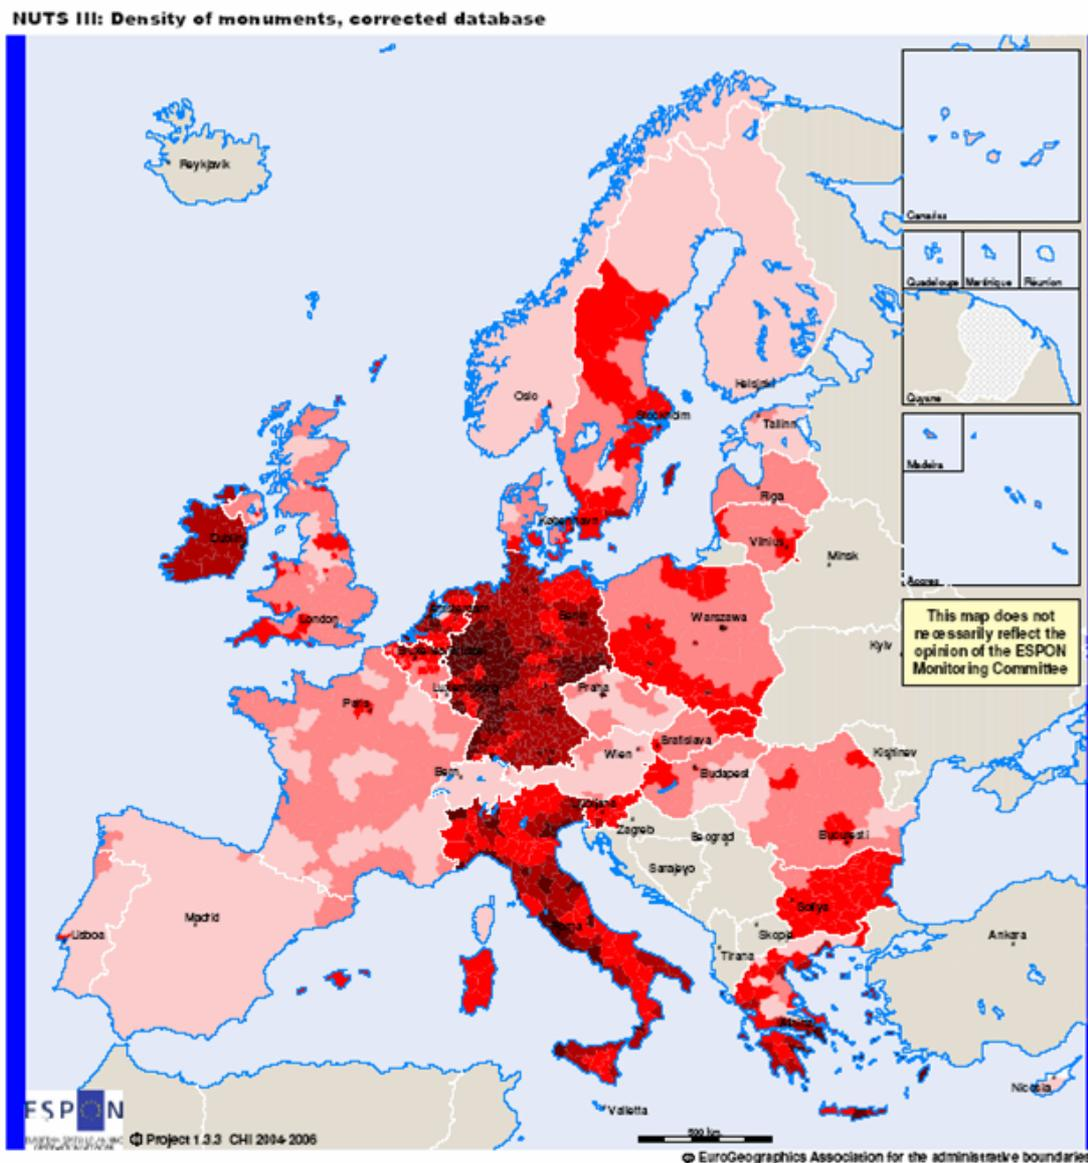 NUTS III: Density of monuments, corrected database
Reykjavik
Canarias
Guadeloupe Martinique Réunion
Guyane
Madeira
Acores
This map does not
necessarily reflect the
opinion of the ESPON
Monitoring Committee
Oslo
Helsinki
Stockholm
Tallinn
Riga
Dublin
København
Vilnius
Minsk
London
Amsterdam
Berlin
Warszawa
Kyiv
Luxembourg
Praha
Paris
Bratislava
Wien
Kishinev
Bern
Budapest
Ljubljana
Zagreb
Beograd
Bucuresti
Sarajevo
Sofiya
Madrid
Roma
Lisboa
Skopje
Ankara
Tirana
Nicosia
Valletta
ESPON
© Project 1.3.3 CHI 2004-2006
500 km
© EuroGeographics Association for the administrative boundaries